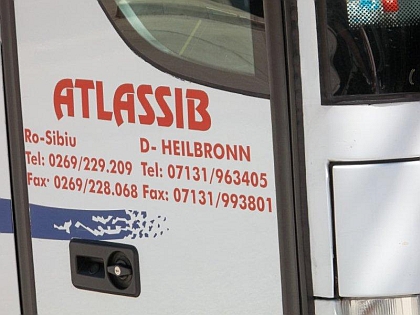 ATLASSIB
Ro-Sibiu D- HEILBRONN
Tel: 0269/229.209 Tel: 07131/963405
Fax: 0269/228.068 Fax: 07131/993801